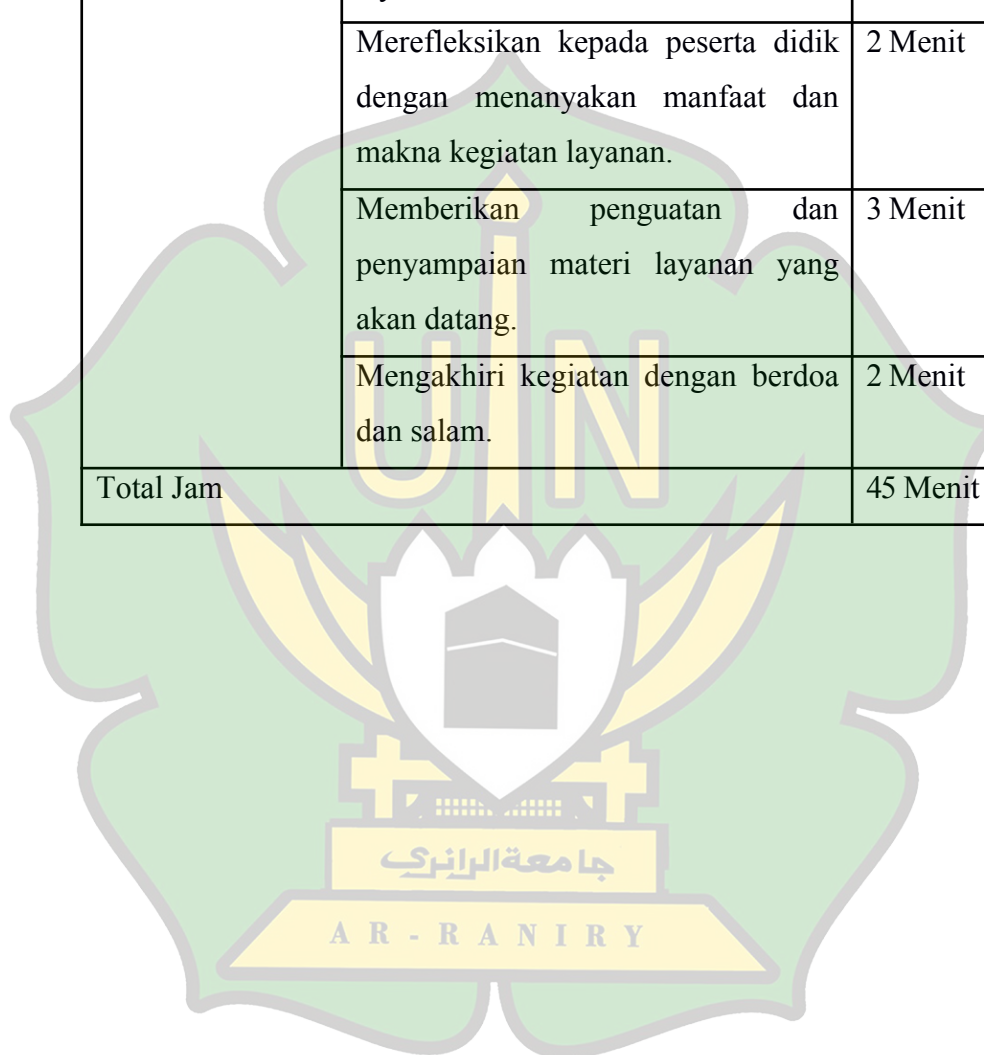 Merefleksikan kepada peserta didik 2 Menit
dengan menanyakan manfaat dan
makna kegiatan layanan.
Memberikan penguatan dan 3 Menit
penyampaian materi layanan yang
akan datang.
Mengakhiri kegiatan dengan berdoa 2 Menit
dan salam.
Total Jam 45 Menit
UIN
جامعةالرانري
AR-RANIRY